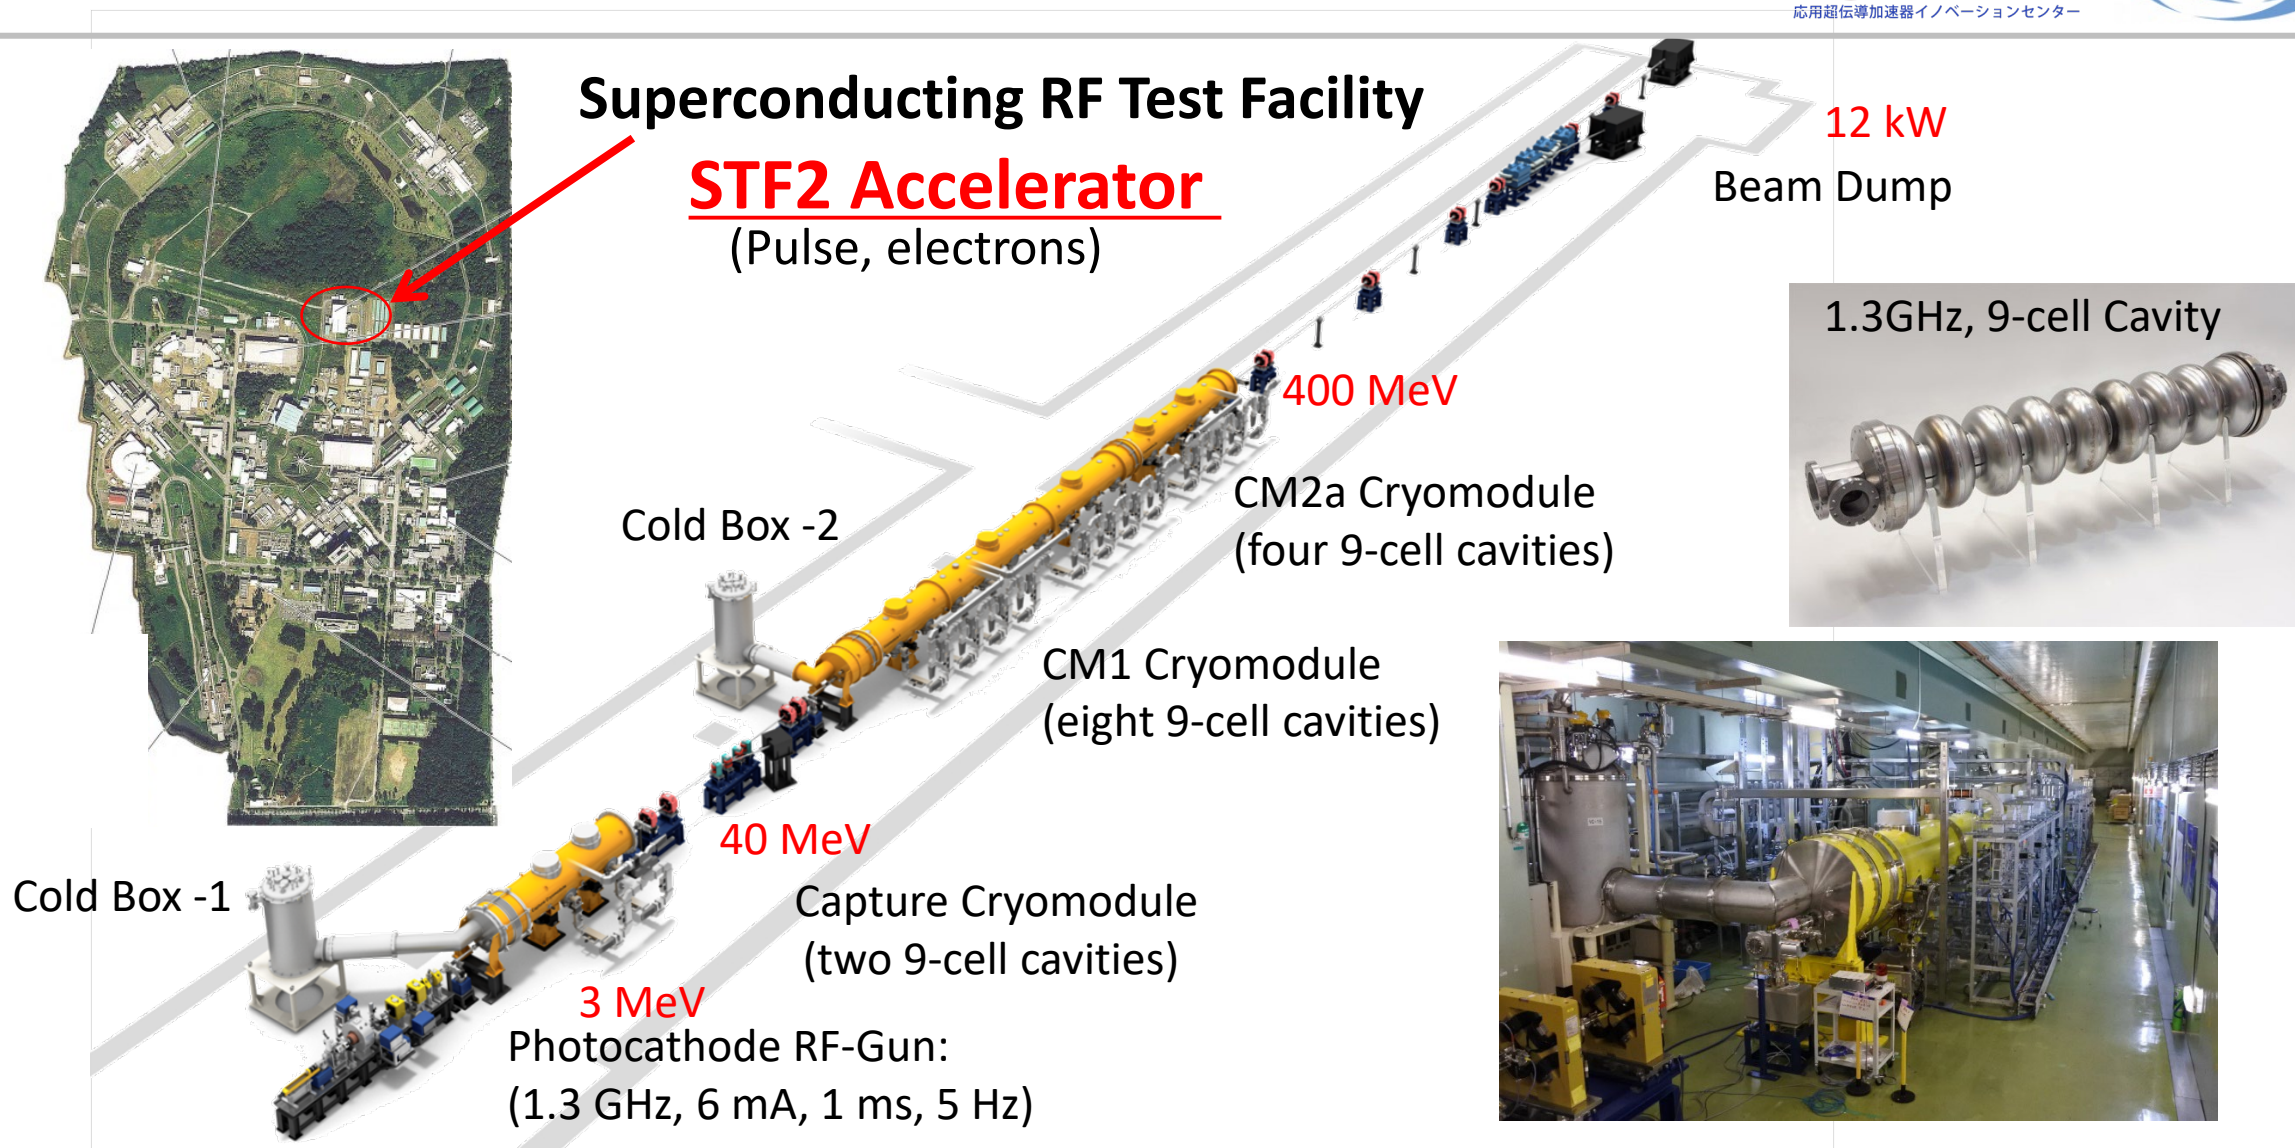 応用超伝導加速器イノベーションセンター
Superconducting RF Test Facility
STF2 Accelerator
(Pulse, electrons)
12 kW
Beam Dump
1.3GHz, 9-cell Cavity
400 MeV
CM2a Cryomodule
(four 9-cell cavities)
Cold Box -2
CM1 Cryomodule
(eight 9-cell cavities)
40 MeV
Cold Box -1
Capture Cryomodule
(two 9-cell cavities)
3 MeV
Photocathode RF-Gun:
(1.3 GHz, 6 mA, 1 ms, 5 Hz)